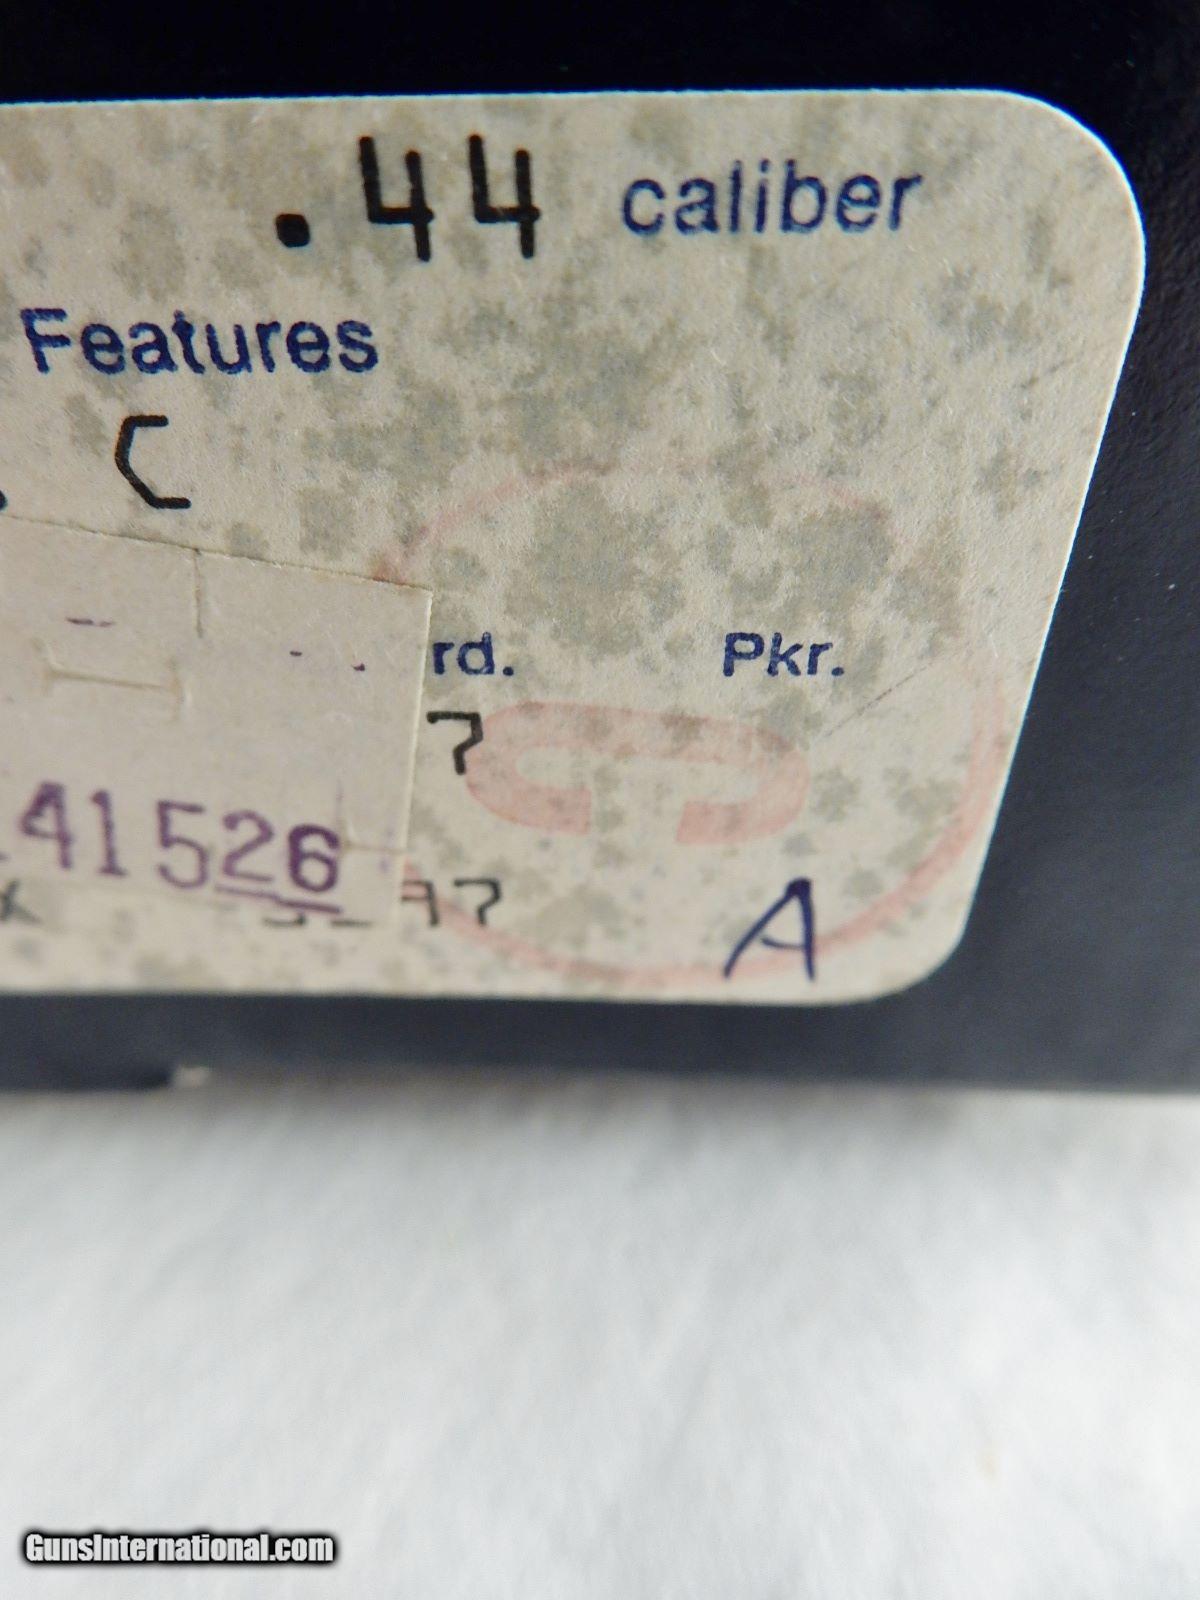 .44 caliber
Features
. C
rd. Pkr.
7
41526
A
GunsInternational.com